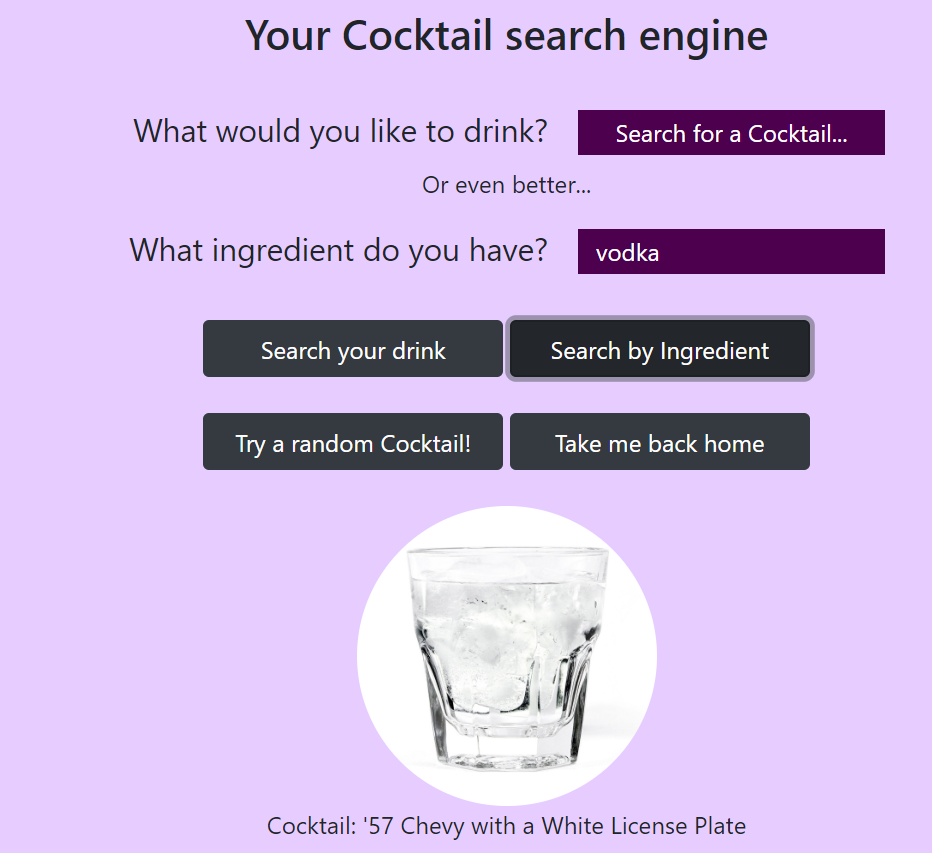 Your Cocktail search engine
What would you like to drink? Search for a Cocktail...
Or even better...
What ingredient do you have? vodka
Search your drink Search by Ingredient
Try a random Cocktail! Take me back home
Cocktail: '57 Chevy with a White License Plate